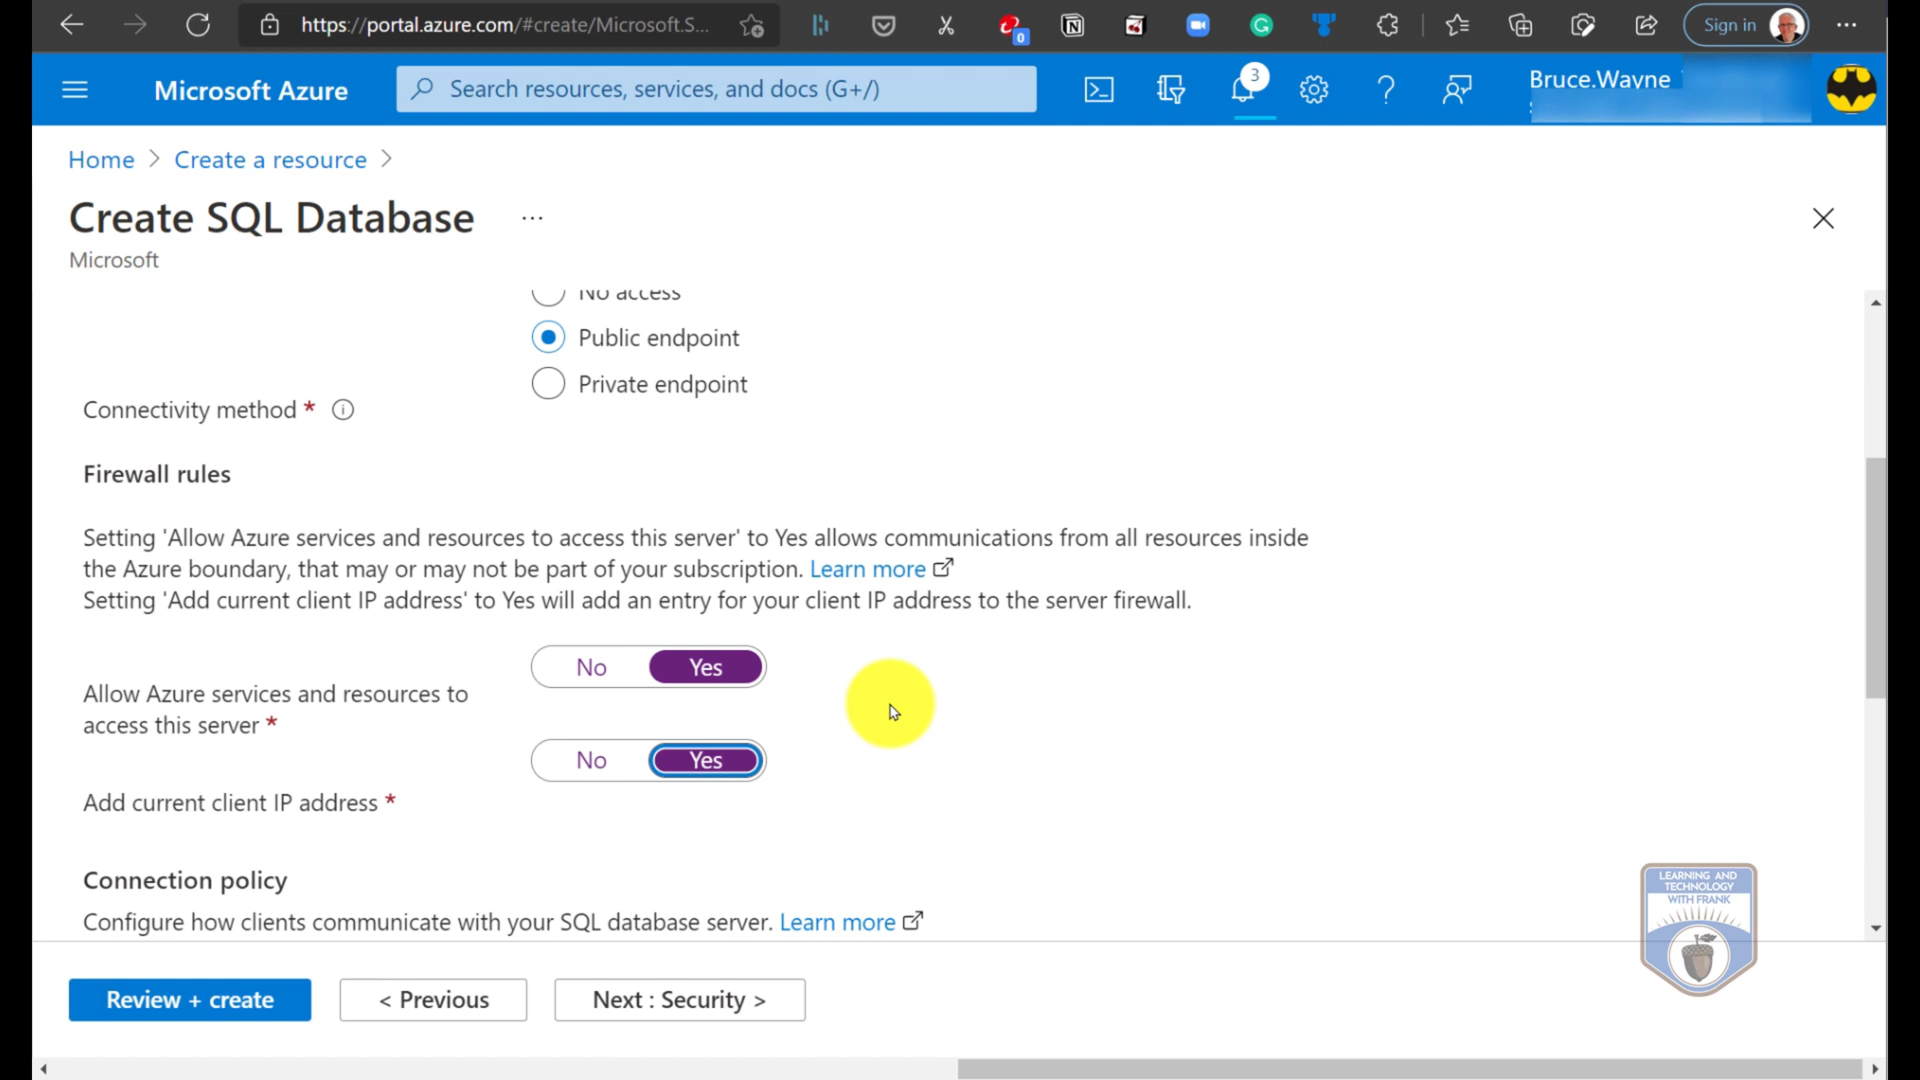 https://portal.azure.com/#create/Microsoft.S...
0
Sign in
Microsoft Azure
Search resources, services, and docs (G+/)
3
Bruce.Wayne
Home > Create a resource >
Create SQL Database ...
Microsoft
No access
Public endpoint
Private endpoint
Connectivity method *
Firewall rules
Setting 'Allow Azure services and resources to access this server' to Yes allows communications from all resources inside
the Azure boundary, that may or may not be part of your subscription. Learn more
Setting 'Add current client IP address' to Yes will add an entry for your client IP address to the server firewall.
No Yes
Allow Azure services and resources to
access this server *
No Yes
Add current client IP address *
Connection policy
Configure how clients communicate with your SQL database server. Learn more
LEARNING AND
TECHNOLOGY
WITH FRANK
Review + create
< Previous
Next : Security >